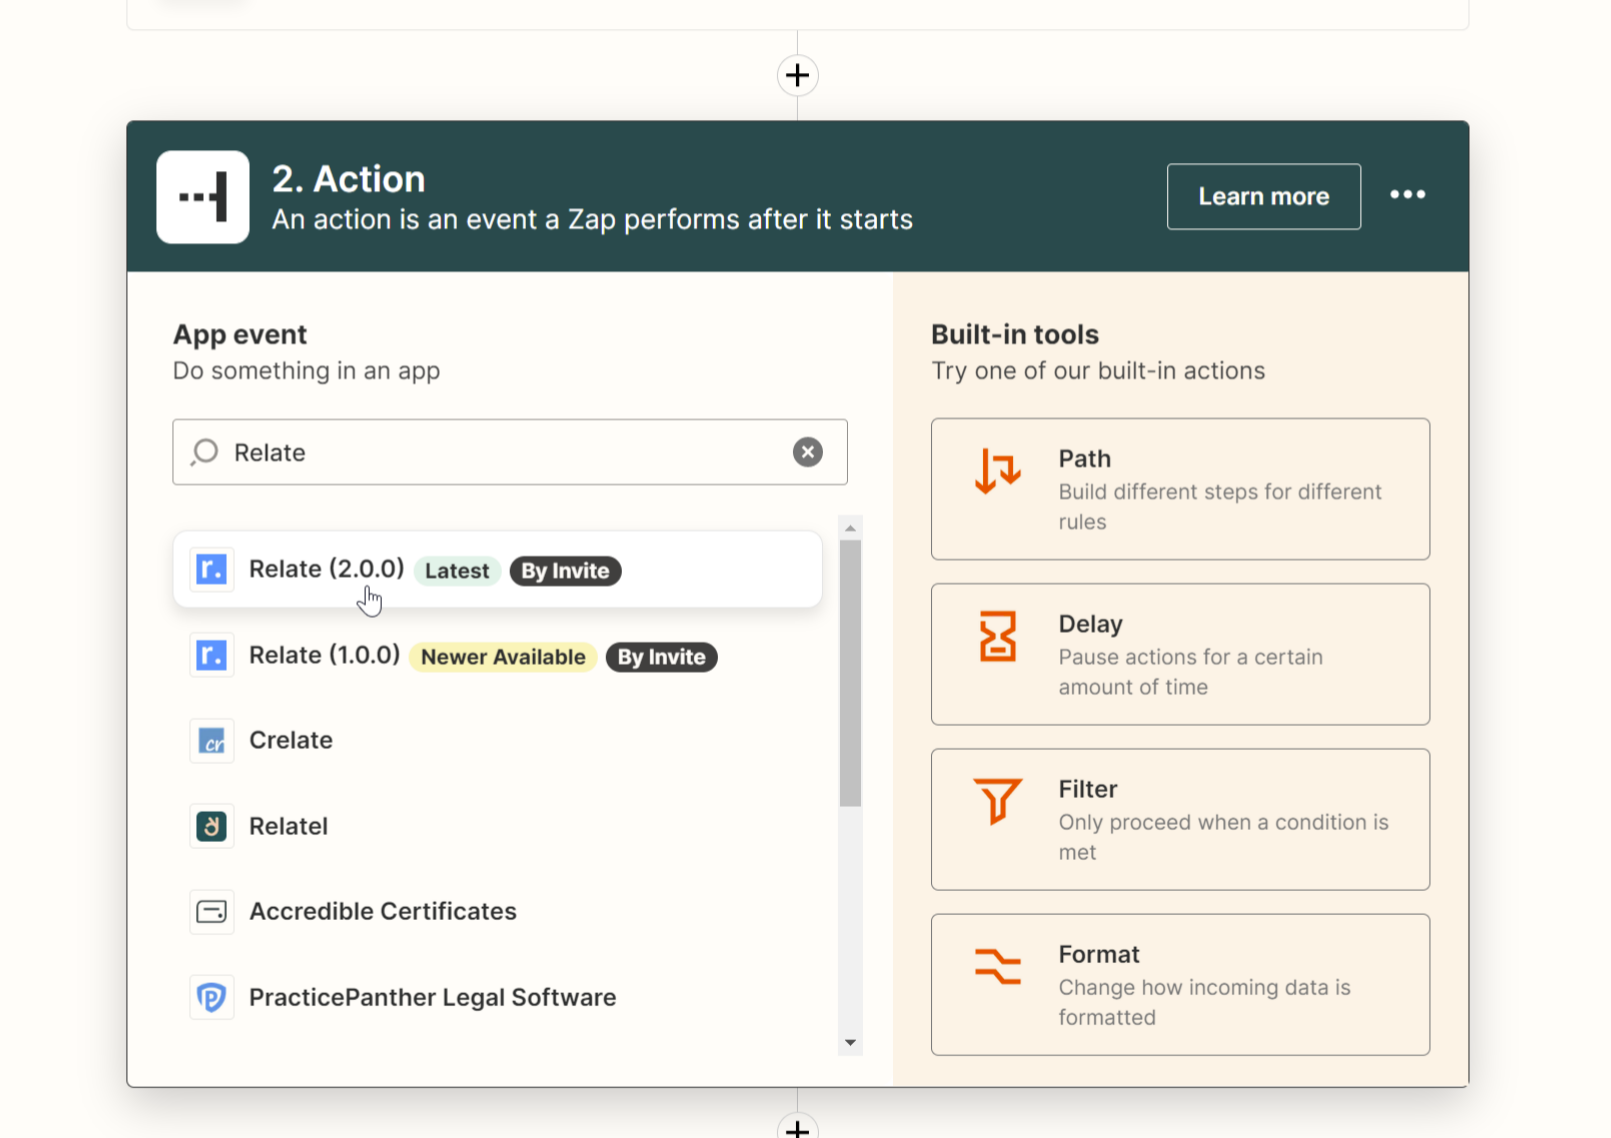 2. Action
An action is an event a Zap performs after it starts
Learn more
App event
Do something in an app
Relate
r. Relate (2.0.0) Latest By Invite
r. Relate (1.0.0) Newer Available By Invite
cr Crelate
Relatel
Accredible Certificates
PracticePanther Legal Software
Built-in tools
Try one of our built-in actions
Path
Build different steps for different
rules
Delay
Pause actions for a certain
amount of time
Filter
Only proceed when a condition is
met
Format
Change how incoming data is
formatted